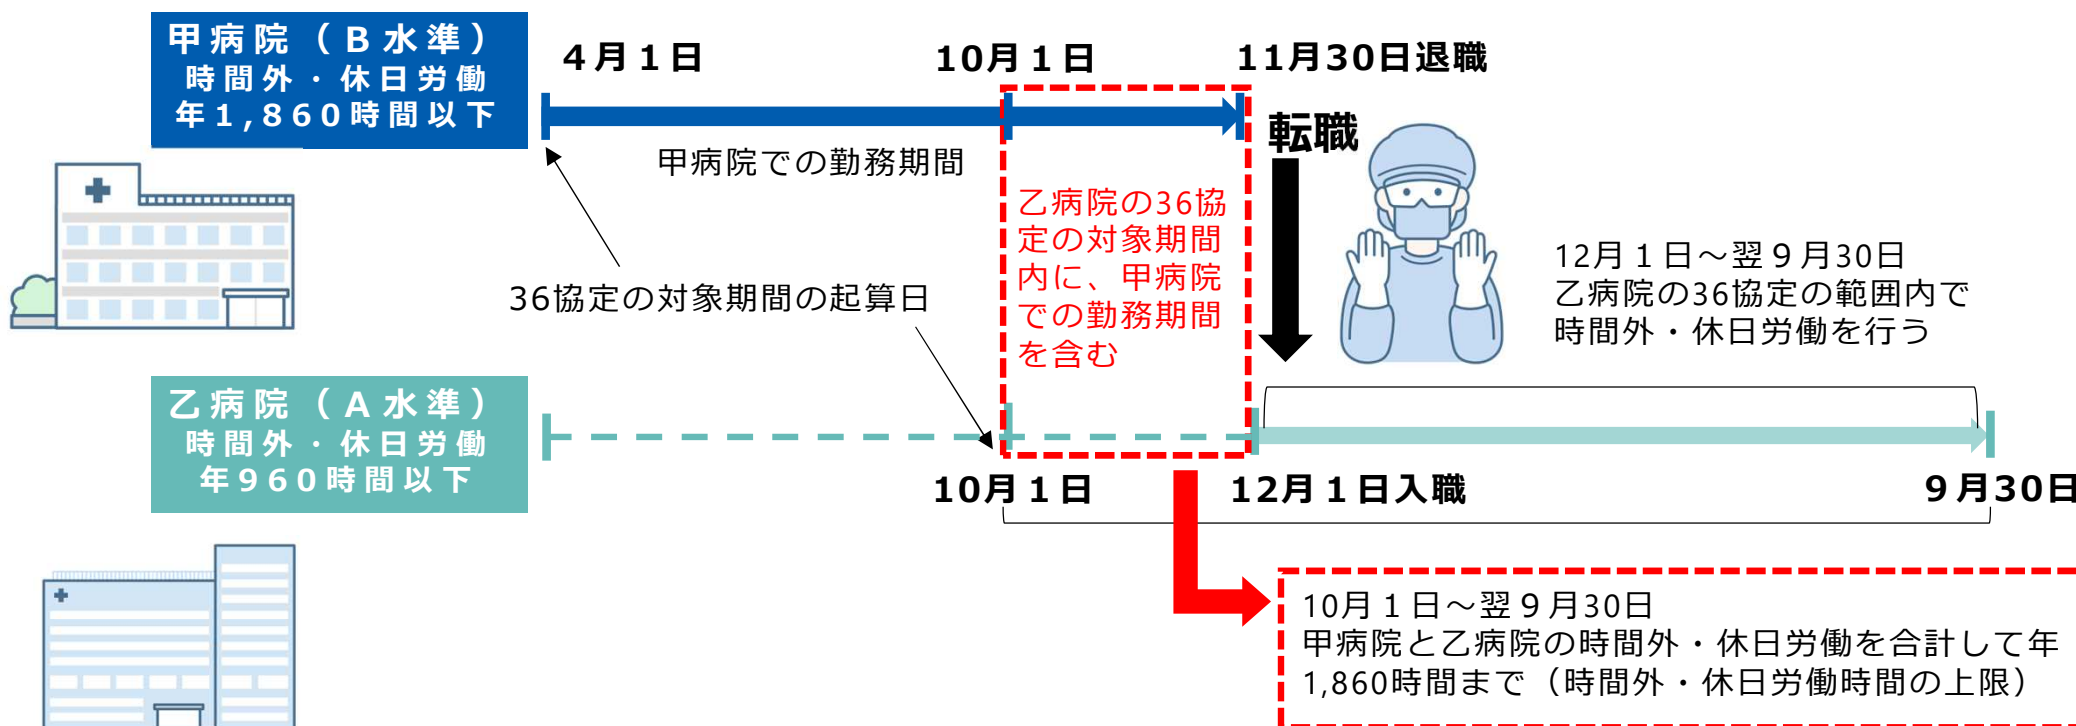 甲病院（Ｂ水準）
時間外・休日労働
年1,860時間以下
４月１日
10月１日
11月30日退職
転職
甲病院での勤務期間
乙病院の36協
定の対象期間
内に、甲病院
での勤務期間
を含む
36協定の対象期間の起算日
12月１日～翌９月30日
乙病院の36協定の範囲内で
時間外・休日労働を行う
乙病院（Ａ水準）
時間外・休日労働
年960時間以下
10月１日
12月１日入職
９月30日
10月１日～翌９月30日
甲病院と乙病院の時間外・休日労働を合計して年
1,860時間まで（時間外・休日労働時間の上限）